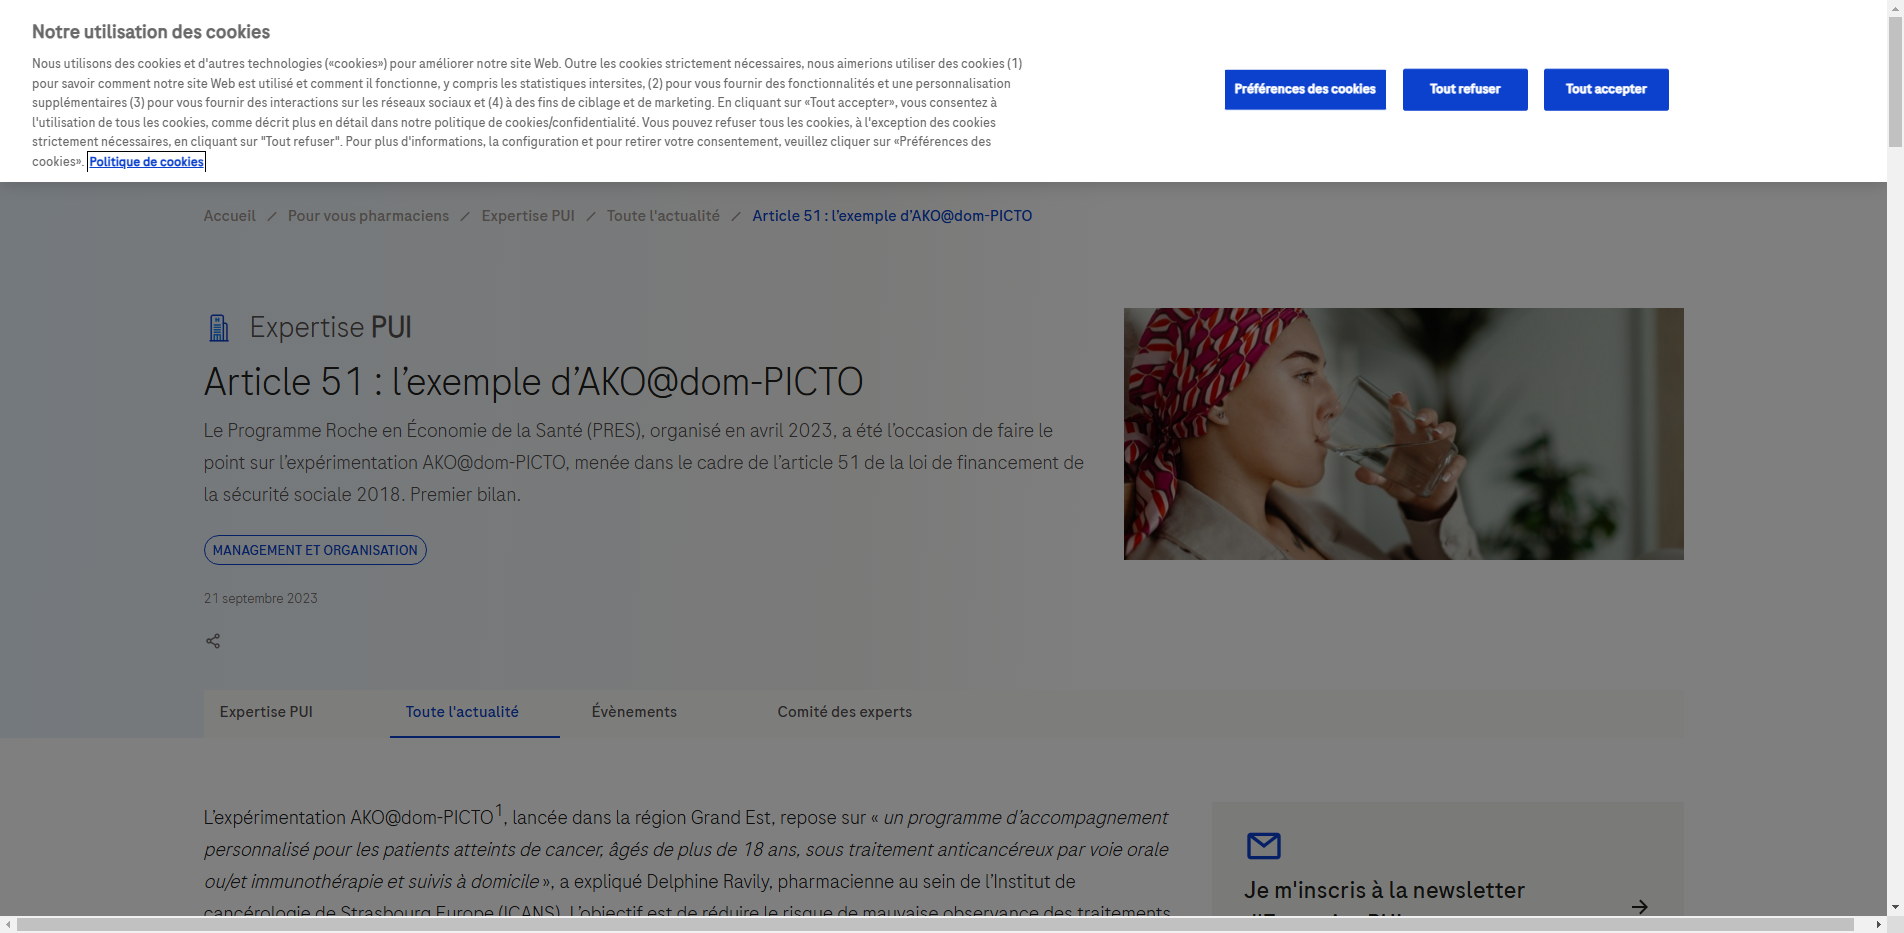 Notre utilisation des cookies
Nous utilisons des cookies et d'autres technologies («cookies») pour améliorer notre site Web. Outre les cookies strictement nécessaires, nous aimerions utiliser des cookies (1)
pour savoir comment notre site Web est utilisé et comment il fonctionne, y compris les statistiques intersites, (2) pour vous fournir des fonctionnalités et une personnalisation
supplémentaires (3) pour vous fournir des interactions sur les réseaux sociaux et (4) à des fins de ciblage et de marketing. En cliquant sur «Tout accepter», vous consentez à
l'utilisation de tous les cookies, comme décrit plus en détail dans notre politique de cookies/confidentialité. Vous pouvez refuser tous les cookies, à l'exception des cookies
strictement nécessaires, en cliquant sur "Tout refuser". Pour plus d'informations, la configuration et pour retirer votre consentement, veuillez cliquer sur «Préférences des
cookies». Politique de cookies
Préférences des cookies
Tout refuser
Tout accepter
Accueil / Pour vous pharmaciens / Expertise PUI / Toute l'actualité / Article 51 : l’exemple d’AKO@dom-PICTO
Expertise PUI
Article 51 : l’exemple d’AKO@dom-PICTO
Le Programme Roche en Économie de la Santé (PRES), organisé en avril 2023, a été l’occasion de faire le
point sur l’expérimentation AKO@dom-PICTO, menée dans le cadre de l’article 51 de la loi de financement de
la sécurité sociale 2018. Premier bilan.
MANAGEMENT ET ORGANISATION
21 septembre 2023
Expertise PUI
Toute l'actualité
Évènements
Comité des experts
L’expérimentation AKO@dom-PICTO1, lancée dans la région Grand Est, repose sur « un programme d’accompagnement
personnalisé pour les patients atteints de cancer, âgés de plus de 18 ans, sous traitement anticancéreux par voie orale
ou/et immunothérapie et suivis à domicile », a expliqué Delphine Ravily, pharmacienne au sein de l’Institut de
cancérologie de Strasbourg Europe (ICANS). L’objectif est de réduire le risque de mauvaise observance des traitements
Je m'inscris à la newsletter